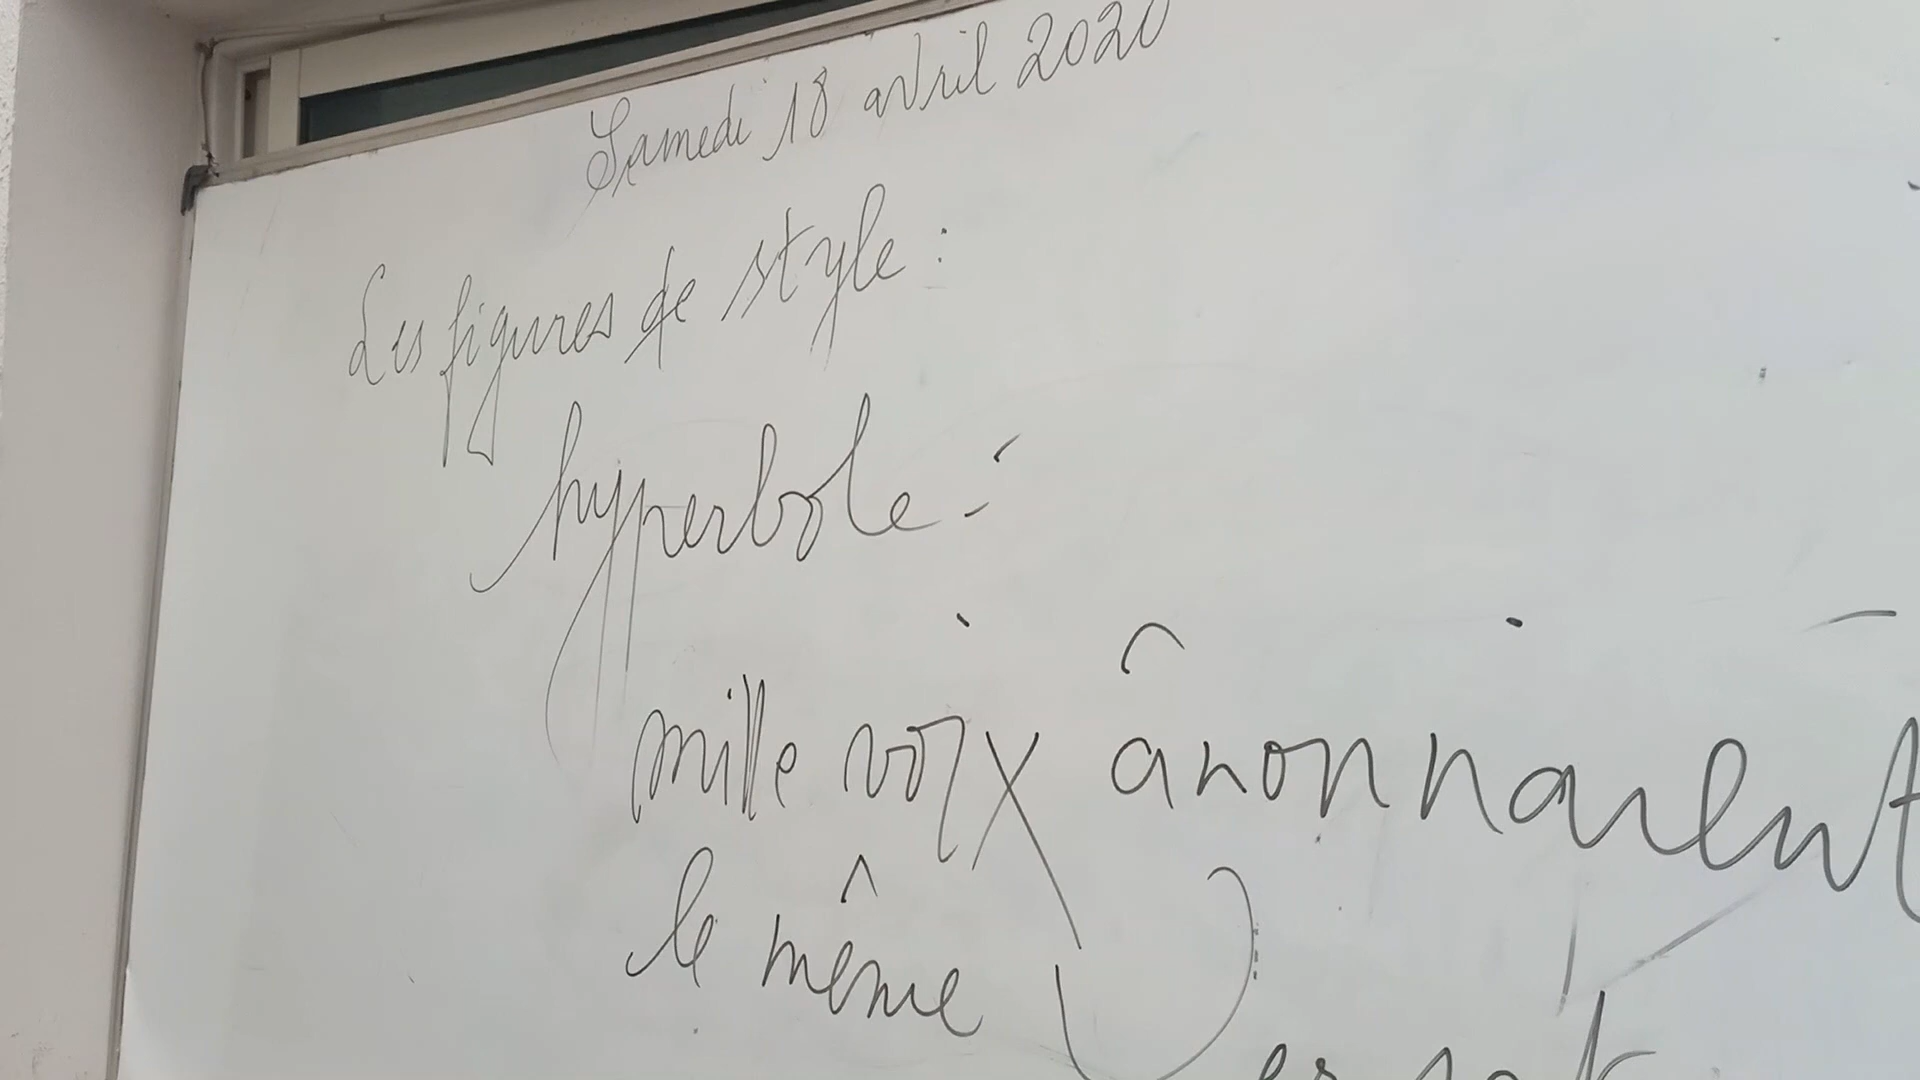 Samedi 18 avril 2020
Les figures de style :
hyperbole :
mille voix ânonnaient
le même